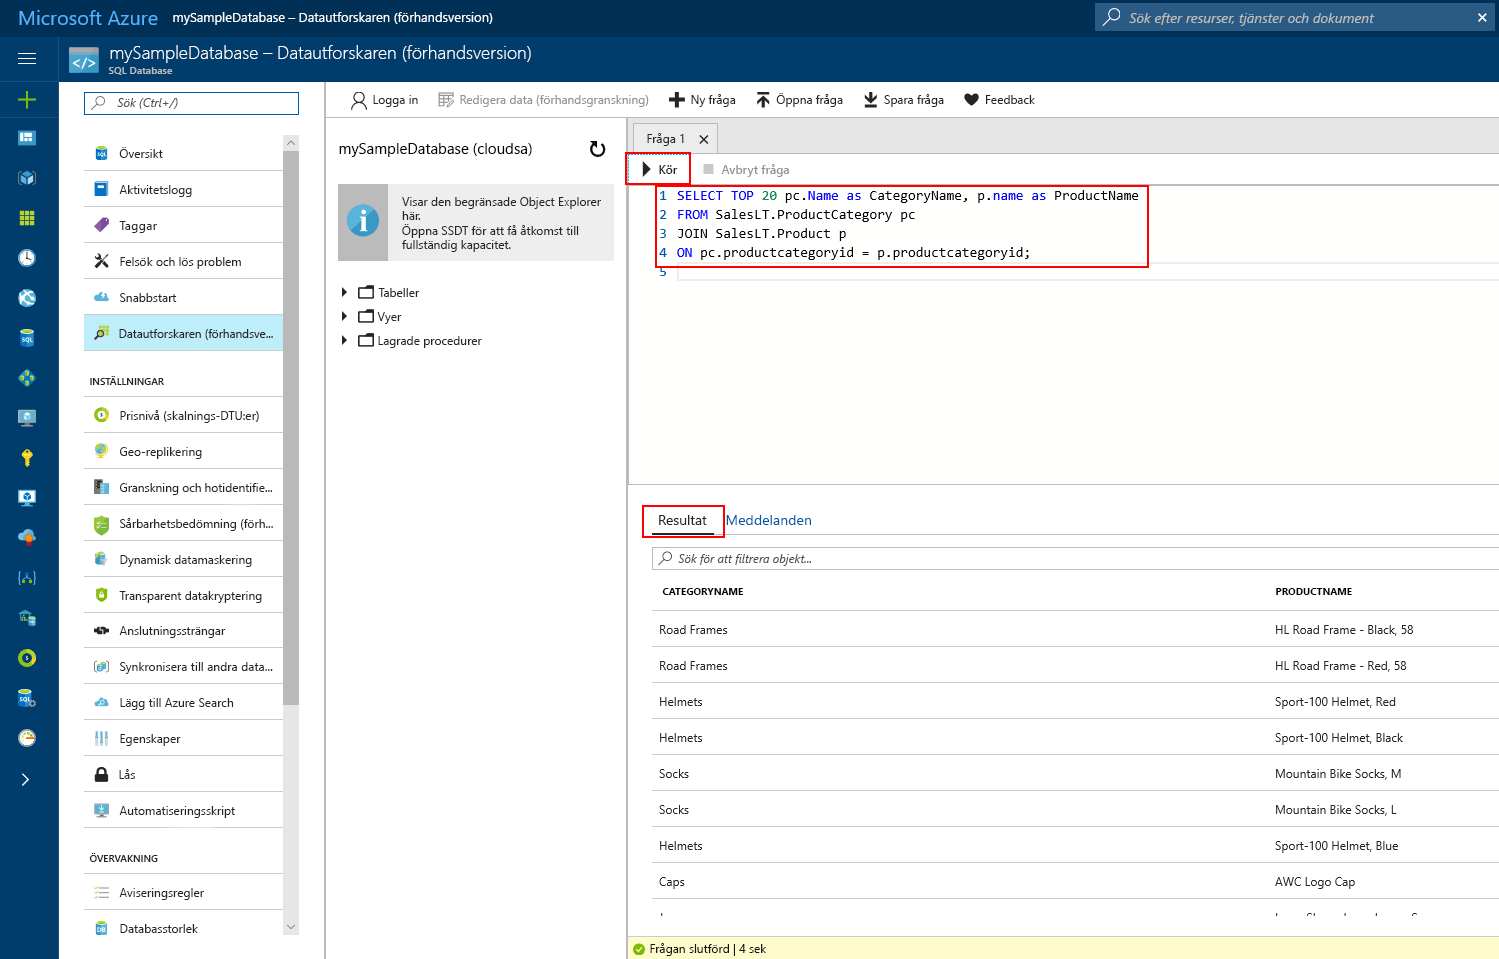 Microsoft Azure mySampleDatabase – Datautforskaren (förhandsversion)
Sök efter resurser, tjänster och dokument
mySampleDatabase – Datautforskaren (förhandsversion)
SQL Database
Sök (Ctrl+/)
Översikt
Aktivitetslogg
Taggar
Felsök och lös problem
Snabbstart
Datautforskaren (förhandsve...
INSTÄLLNINGAR
Prisnivå (skalnings-DTU:er)
Geo-replikering
Granskning och hotidentifie...
Sårbarhetsbedömning (förh...
Dynamisk datamaskering
Transparent datakryptering
Anslutningssträngar
Synkronisera till andra data...
Lägg till Azure Search
Egenskaper
Lås
Automatiseringsskript
ÖVERVAKNING
Aviseringsregler
Databasstorlek
Logga in Redigera data (förhandsgranskning) Ny fråga Öppna fråga Spara fråga Feedback
mySampleDatabase (cloudsa)
Visar den begränsade Object Explorer
här.
Öppna SSDT för att få åtkomst till
fullständig kapacitet.
Tabeller
Vyer
Lagrade procedurer
Fråga 1
Kör Avbryt fråga
1 SELECT TOP 20 pc.Name as CategoryName, p.name as ProductName
2 FROM SalesLT.ProductCategory pc
3 JOIN SalesLT.Product p
4 ON pc.productcategoryid = p.productcategoryid;
5
Resultat Meddelanden
Sök för att filtrera objekt...
CATEGORYNAME PRODUCTNAME
Road Frames HL Road Frame - Black, 58
Road Frames HL Road Frame - Red, 58
Helmets Sport-100 Helmet, Red
Helmets Sport-100 Helmet, Black
Socks Mountain Bike Socks, M
Socks Mountain Bike Socks, L
Helmets Sport-100 Helmet, Blue
Caps AWC Logo Cap
Frågan slutförd | 4 sek